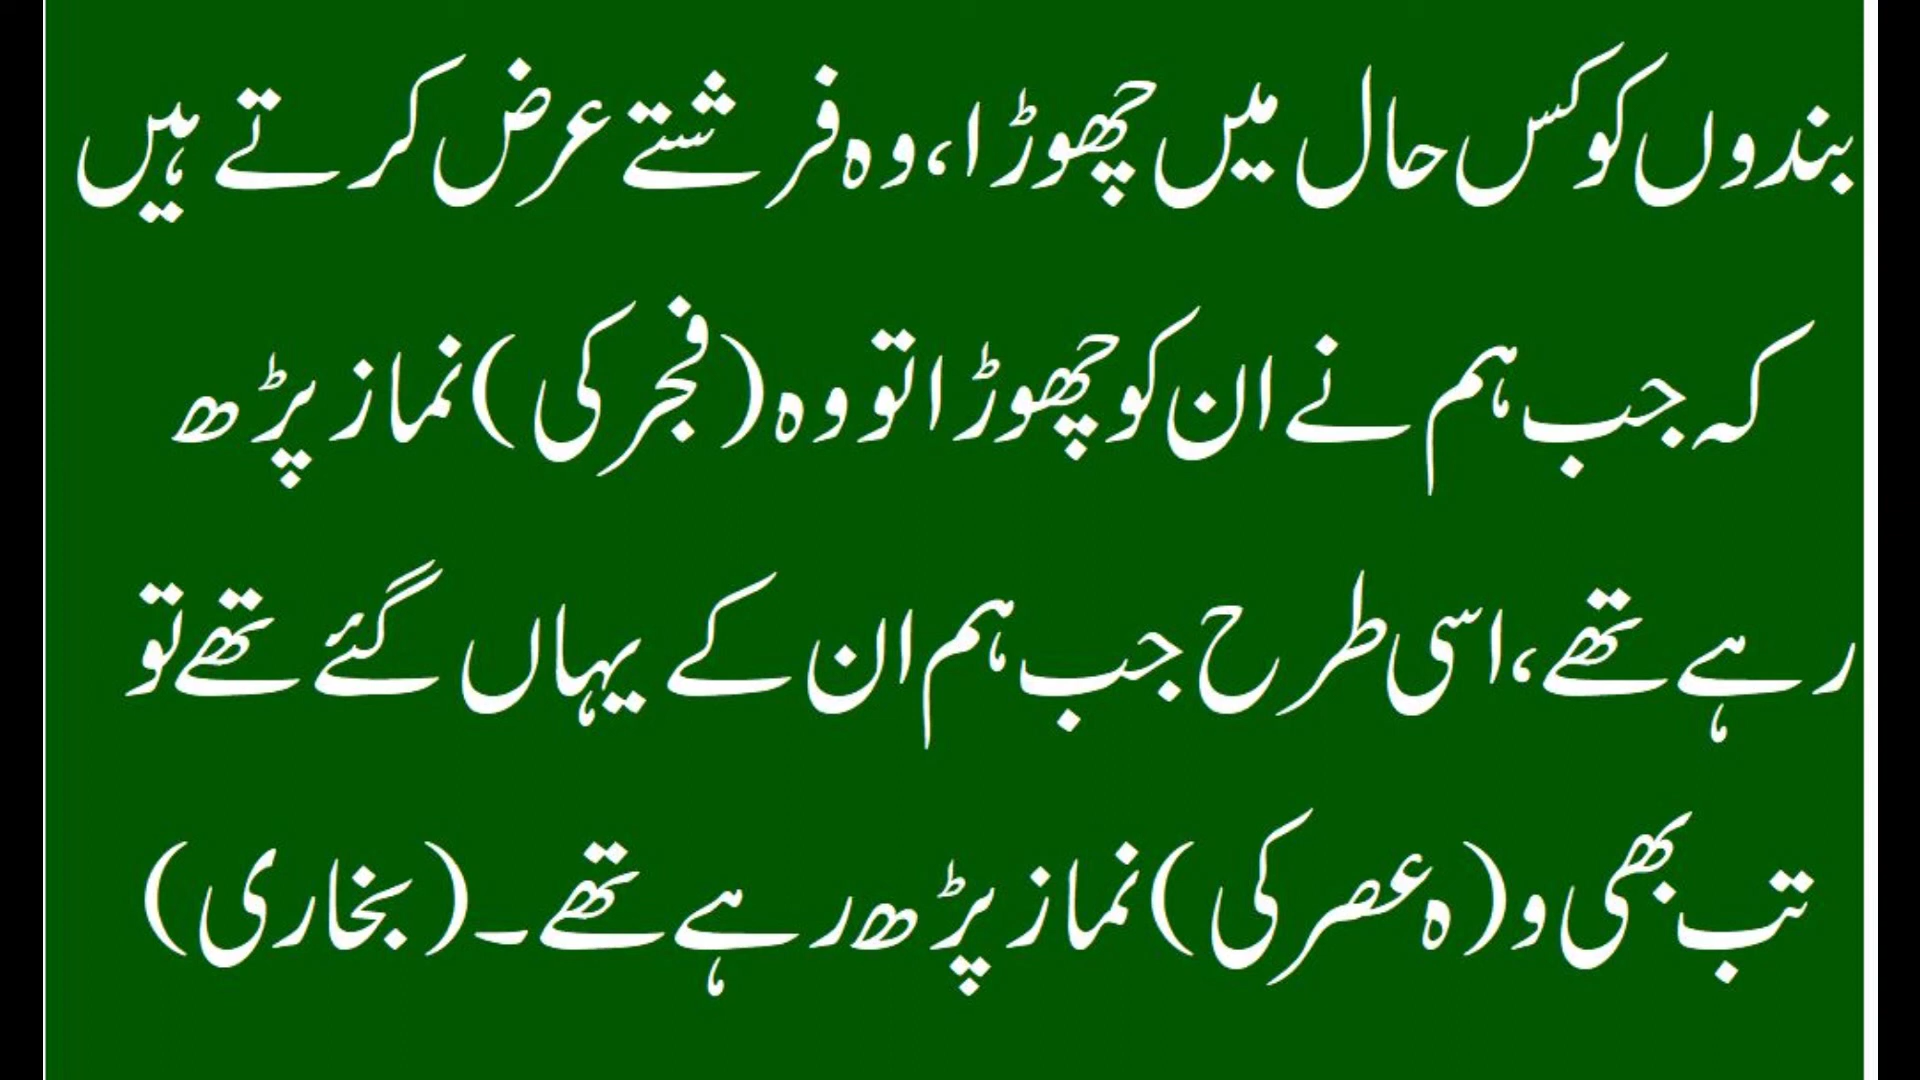 بندوں کو کس حال میں چھوڑا، وہ فرشتے عرض کرتے ہیں
کہ جب ہم نے ان کو چھوڑا تو وہ (فجر کی) نماز پڑھ
رہے تھے، اسی طرح جب ہم ان کے یہاں گئے تھے تو
تب بھی و(ہ عصر کی) نماز پڑھ رہے تھے۔ (بخاری)